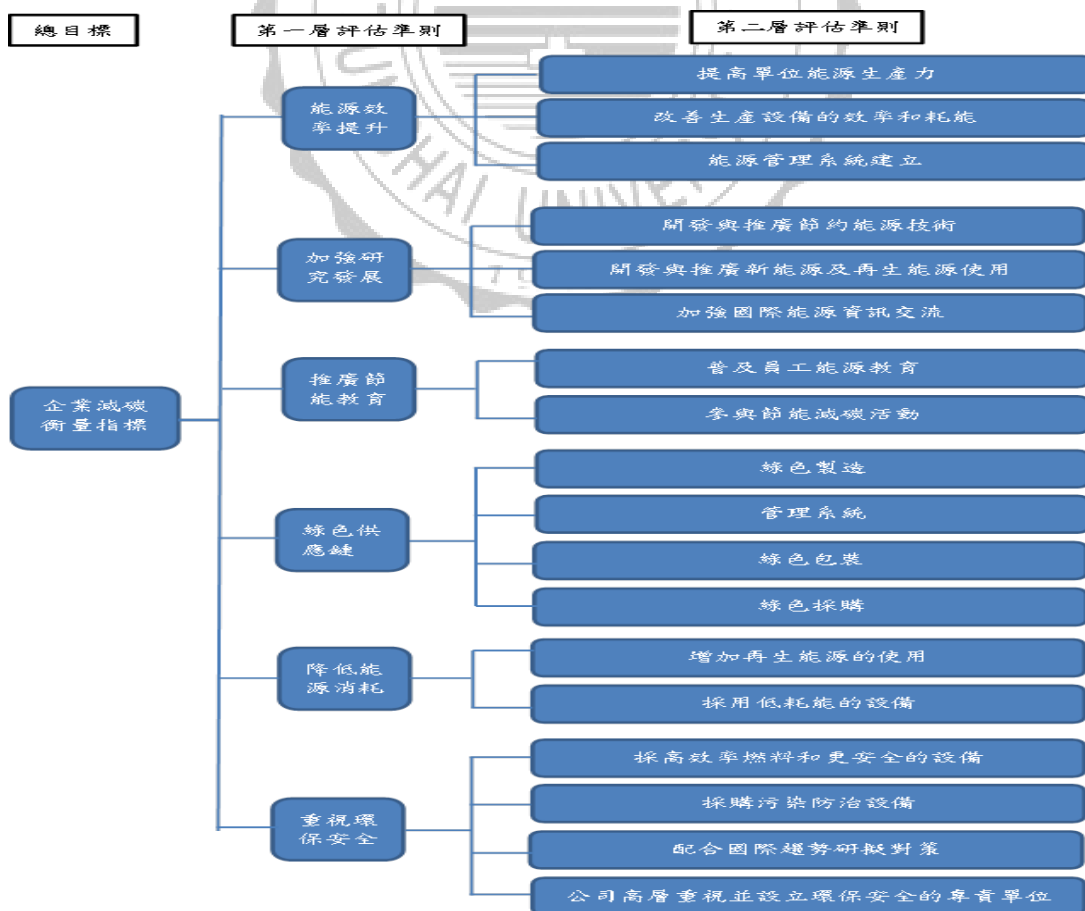 總目標
第一層評估準則
第二層評估準則
企業減碳
衡量指標
能源效
率提升
提高單位能源生產力
改善生產設備的效率和耗能
能源管理系統建立
加強研
究發展
開發與推廣節約能源技術
開發與推廣新能源及再生能源使用
加強國際能源資訊交流
推廣節
能教育
普及員工能源教育
參與節能減碳活動
綠色供
應鏈
綠色製造
管理系統
綠色包裝
綠色採購
降低能
源消耗
增加再生能源的使用
採用低耗能的設備
重視環
保安全
採高效率燃料和更安全的設備
採購污染防治設備
配合國際趨勢研擬對策
公司高層重視並設立環保安全的專責單位